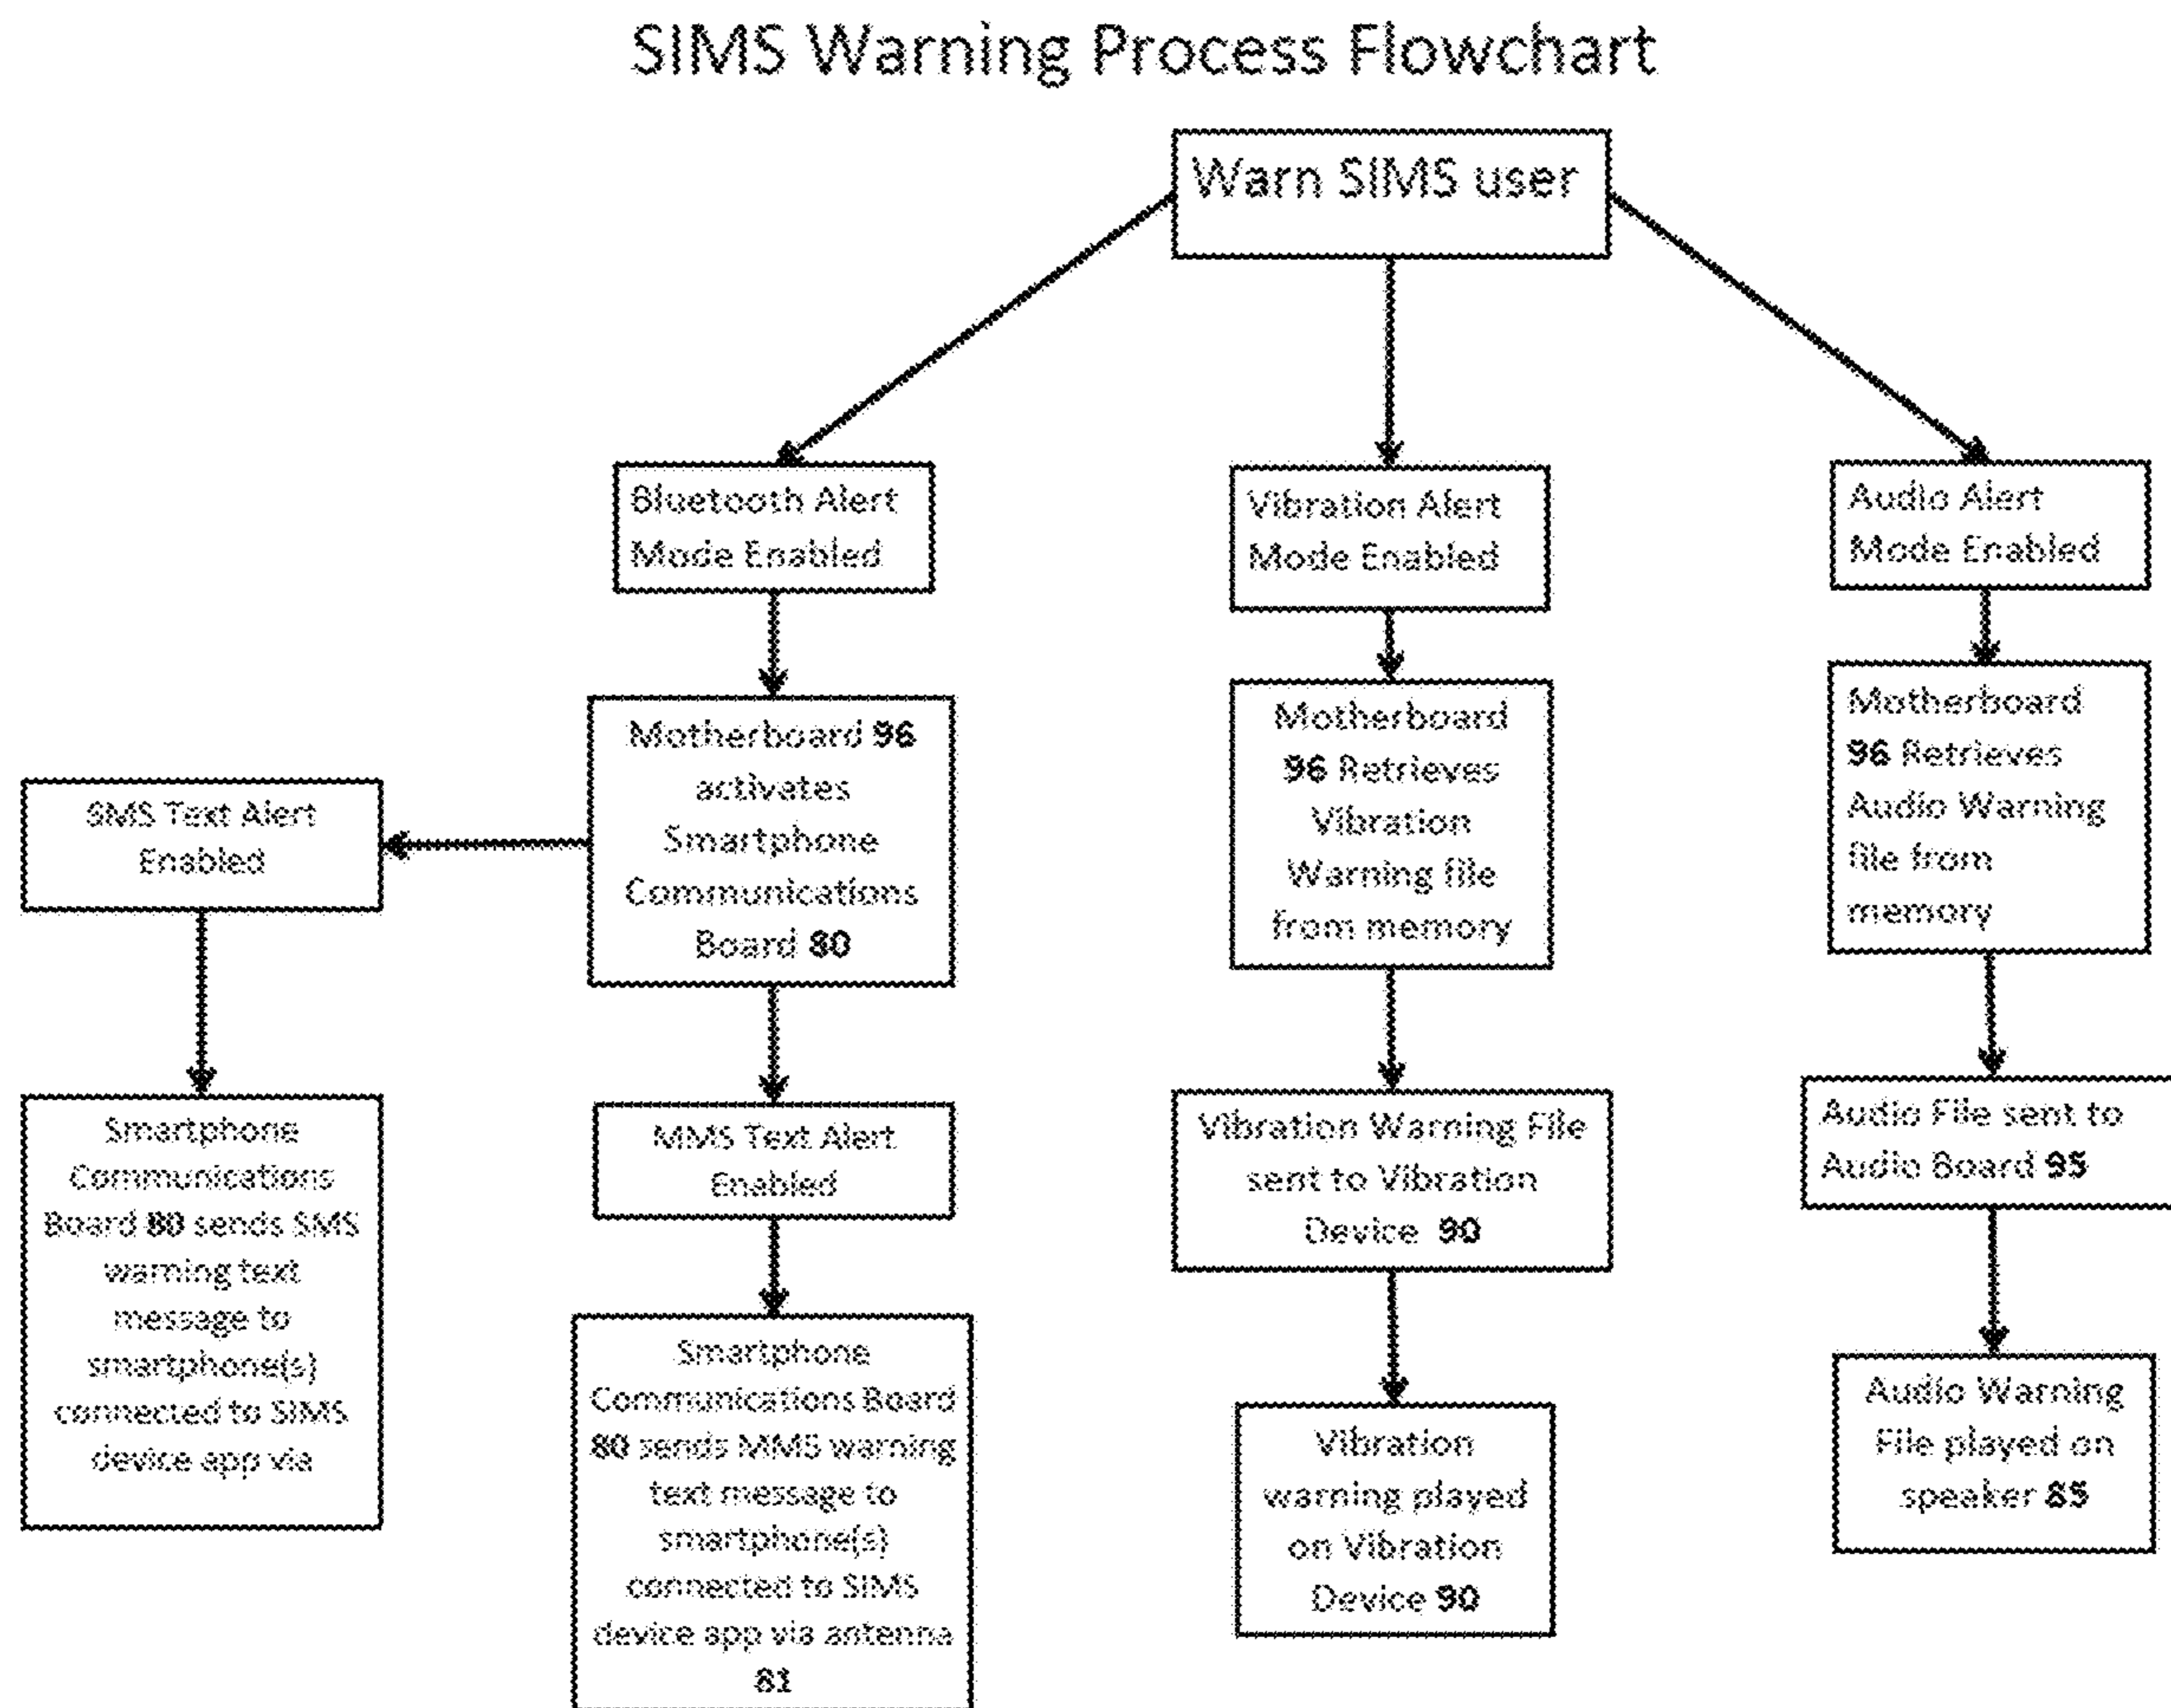 SIMS Warning Process Flowchart
Warn SIMS user
Bluetooth Alert
Mode Enabled
Vibration Alert
Mode Enabled
Audio Alert
Mode Enabled
Motherboard 96
activates
Smartphone
Communications
Board 80
Motherboard
96 Retrieves
Vibration
Warning file
from memory
Motherboard
96 Retrieves
Audio Warning
file from
memory
SMS Text Alert
Enabled
Smartphone
Communications
Board 80 sends SMS
warning text
message to
smartphone(s)
connected to SIMS
device app via
MMS Text Alert
Enabled
Vibration Warning File
sent to Vibration
Device 90
Audio File sent to
Audio Board 95
Smartphone
Communications Board
80 sends MMS warning
text message to
smartphone(s)
connected to SIMS
device app via antenna
81
Vibration
warning played
on Vibration
Device 90
Audio Warning
File played on
speaker 85